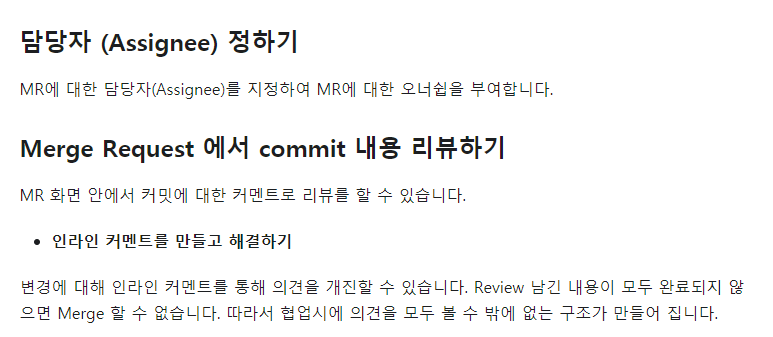 담당자 (Assignee) 정하기
MR에 대한 담당자(Assignee)를 지정하여 MR에 대한 오너쉽을 부여합니다.
Merge Request 에서 commit 내용 리뷰하기
MR 화면 안에서 커밋에 대한 커멘트로 리뷰를 할 수 있습니다.
• 인라인 커멘트를 만들고 해결하기
변경에 대해 인라인 커멘트를 통해 의견을 개진할 수 있습니다. Review 남긴 내용이 모두 완료되지 않
으면 Merge 할 수 없습니다. 따라서 협업시에 의견을 모두 볼 수 밖에 없는 구조가 만들어 집니다.